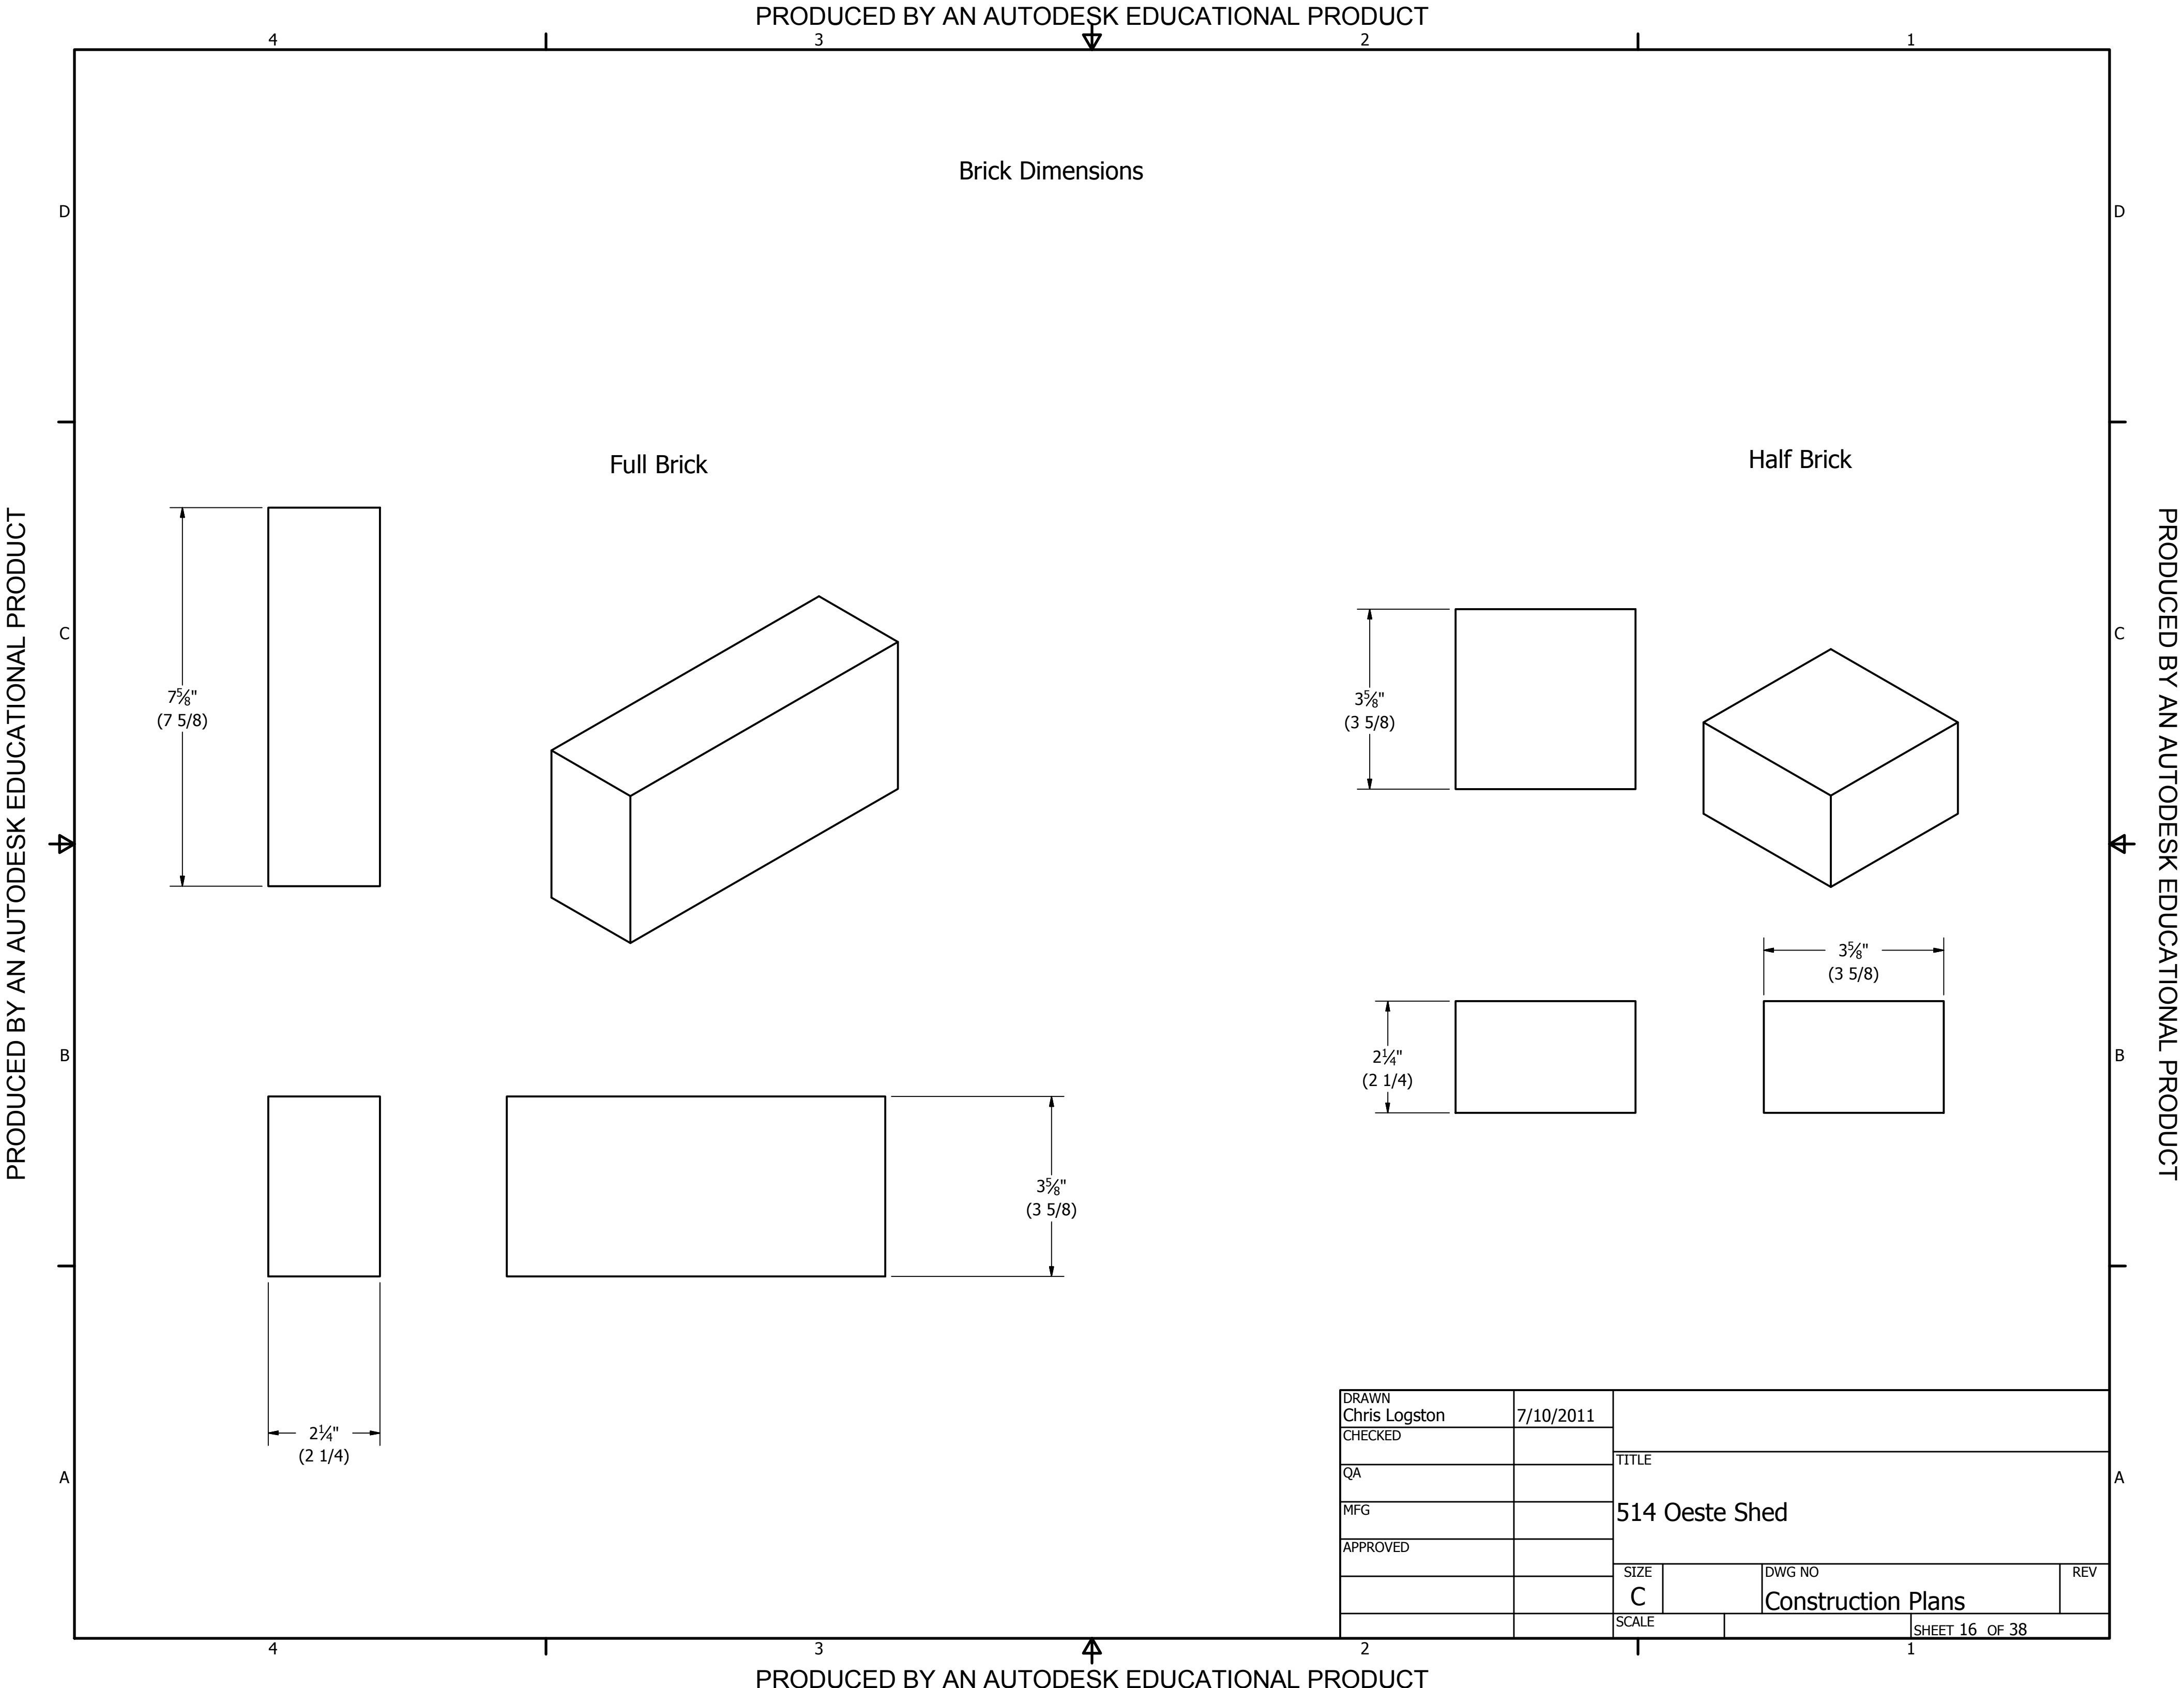 PRODUCED BY AN AUTODESK EDUCATIONAL PRODUCT
4 3 2 1
Brick Dimensions
D D
Full Brick
Half Brick
PRODUCED BY AN AUTODESK EDUCATIONAL PRODUCT
PRODUCED BY AN AUTODESK EDUCATIONAL PRODUCT
C C
7⅝"
(7 5/8)
3⅝"
(3 5/8)
3⅝"
(3 5/8)
B B
2¼"
(2 1/4)
3⅝"
(3 5/8)
2¼"
(2 1/4)
A A
DRAWN
Chris Logston 7/10/2011
CHECKED
QA
MFG
APPROVED
TITLE
514 Oeste Shed
SIZE
C
DWG NO
Construction Plans
REV
SCALE
SHEET 16 OF 38
4 3 2 1
PRODUCED BY AN AUTODESK EDUCATIONAL PRODUCT